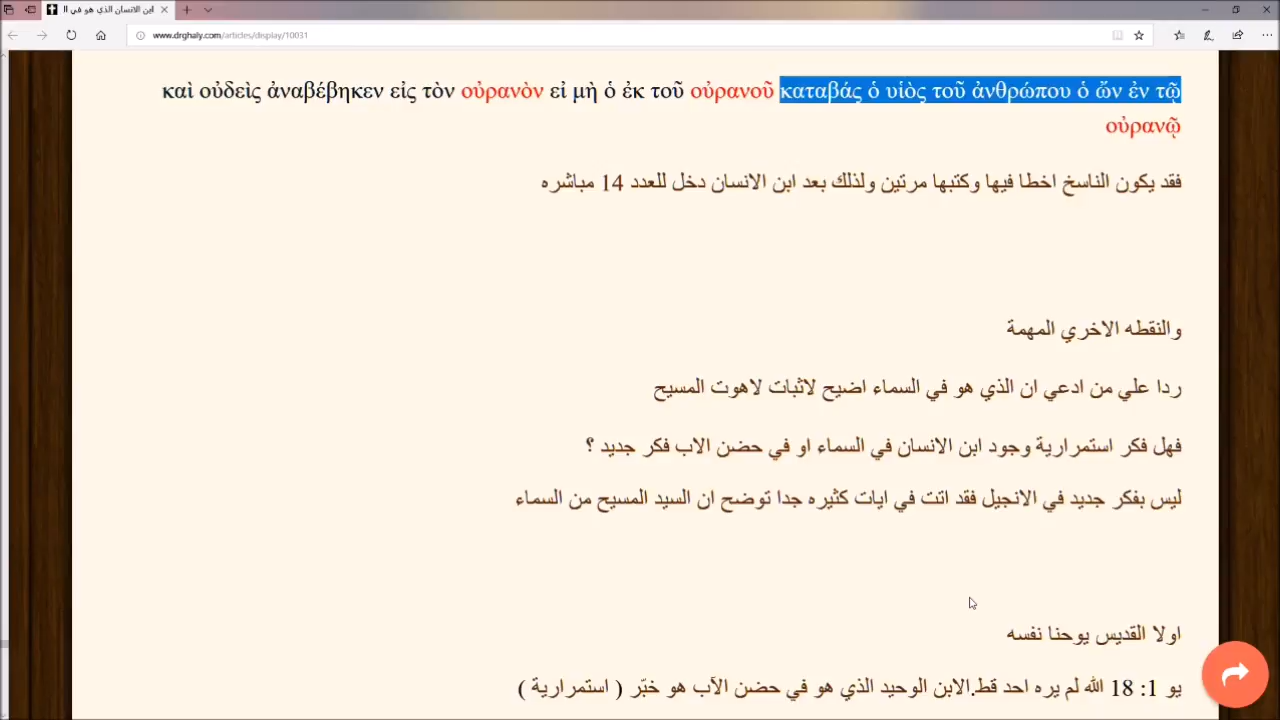 ابن الانسان الذي هو في ال
www.drghaly.com/articles/display/10031
καὶ οὐδεὶς ἀναβέβηκεν εἰς τὸν οὐρανὸν εἰ μὴ ὁ ἐκ τοῦ οὐρανοῦ καταβάς ὁ υἱὸς τοῦ ἀνθρώπου ὁ ὤν ἐν τῷ
οὐρανῷ
فقد يكون الناسخ اخطا فيها وكتبها مرتين ولذلك بعد ابن الانسان دخل للعدد 14 مباشره
والنقطه الاخري المهمة
ردا علي من ادعي ان الذي هو في السماء اضيح لاثبات لاهوت المسيح
فهل فكر استمرارية وجود ابن الانسان في السماء او في حضن الاب فكر جديد ؟
ليس بفكر جديد في الانجيل فقد اتت في ايات كثيره جدا توضح ان السيد المسيح من السماء
اولا القديس يوحنا نفسه
يو 1: 18 الله لم يره احد قط.الابن الوحيد الذي هو في حضن الآب هو خبّر ( استمرارية )